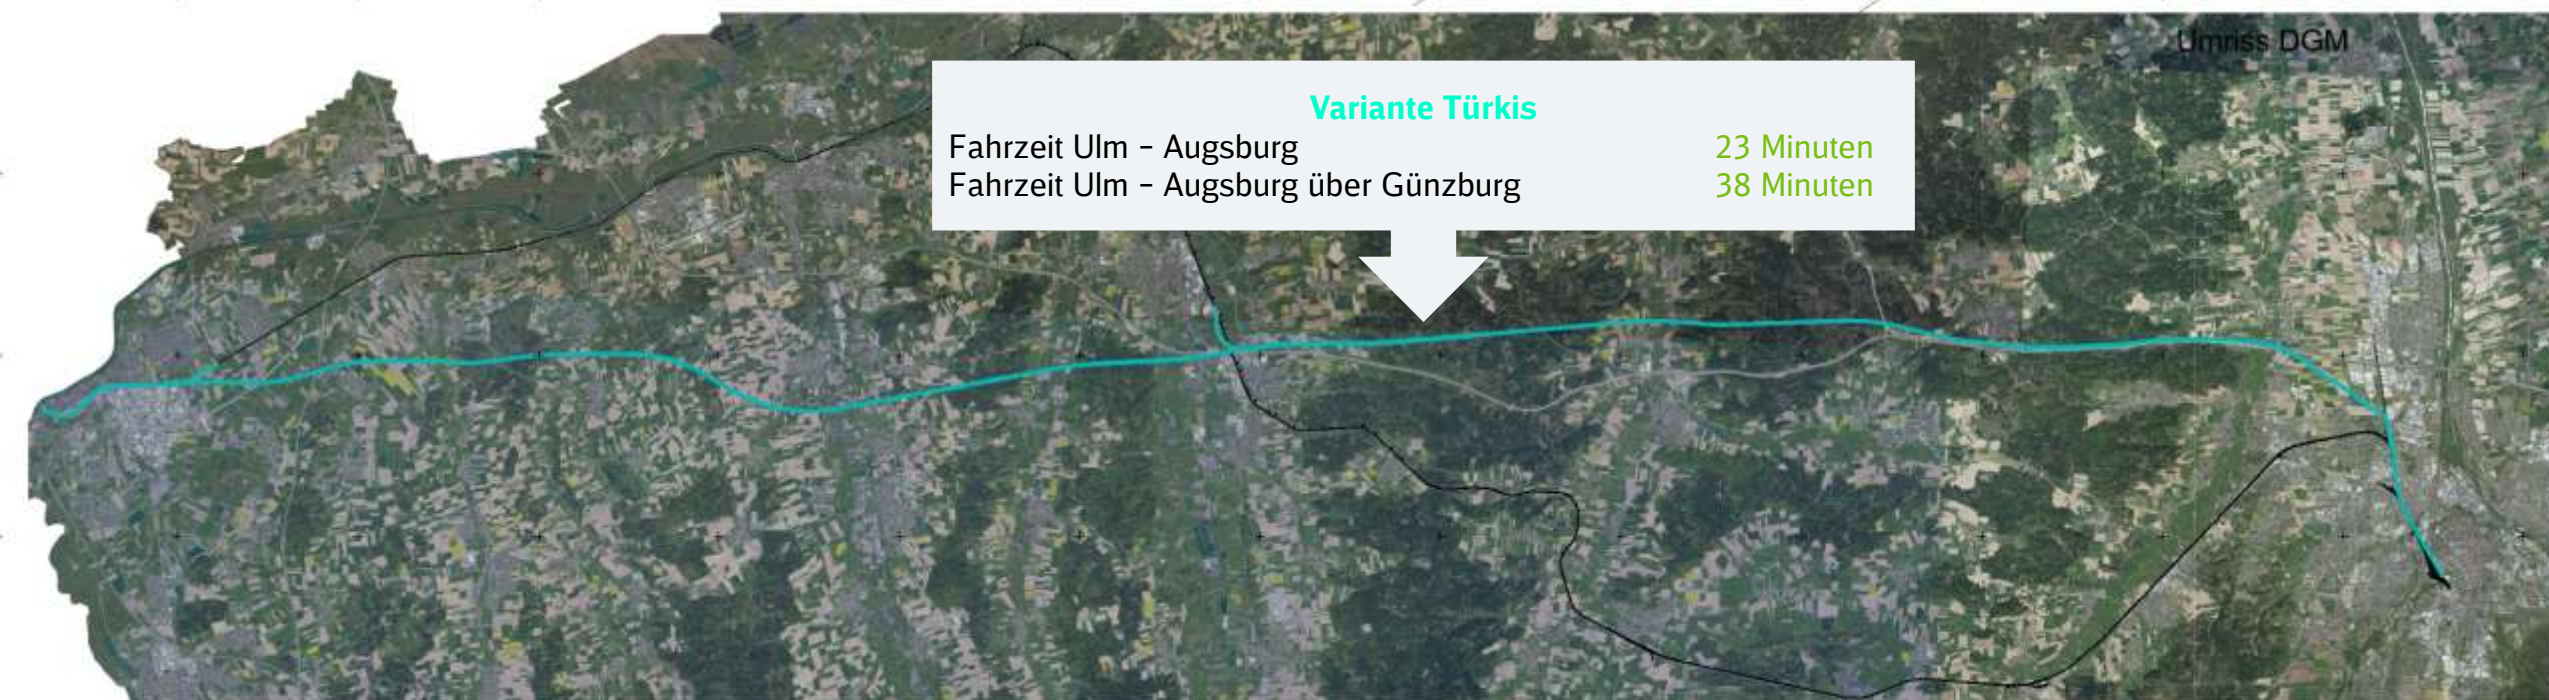 Umriss DGM
Variante Türkis
Fahrzeit Ulm – Augsburg 23 Minuten
Fahrzeit Ulm – Augsburg über Günzburg 38 Minuten